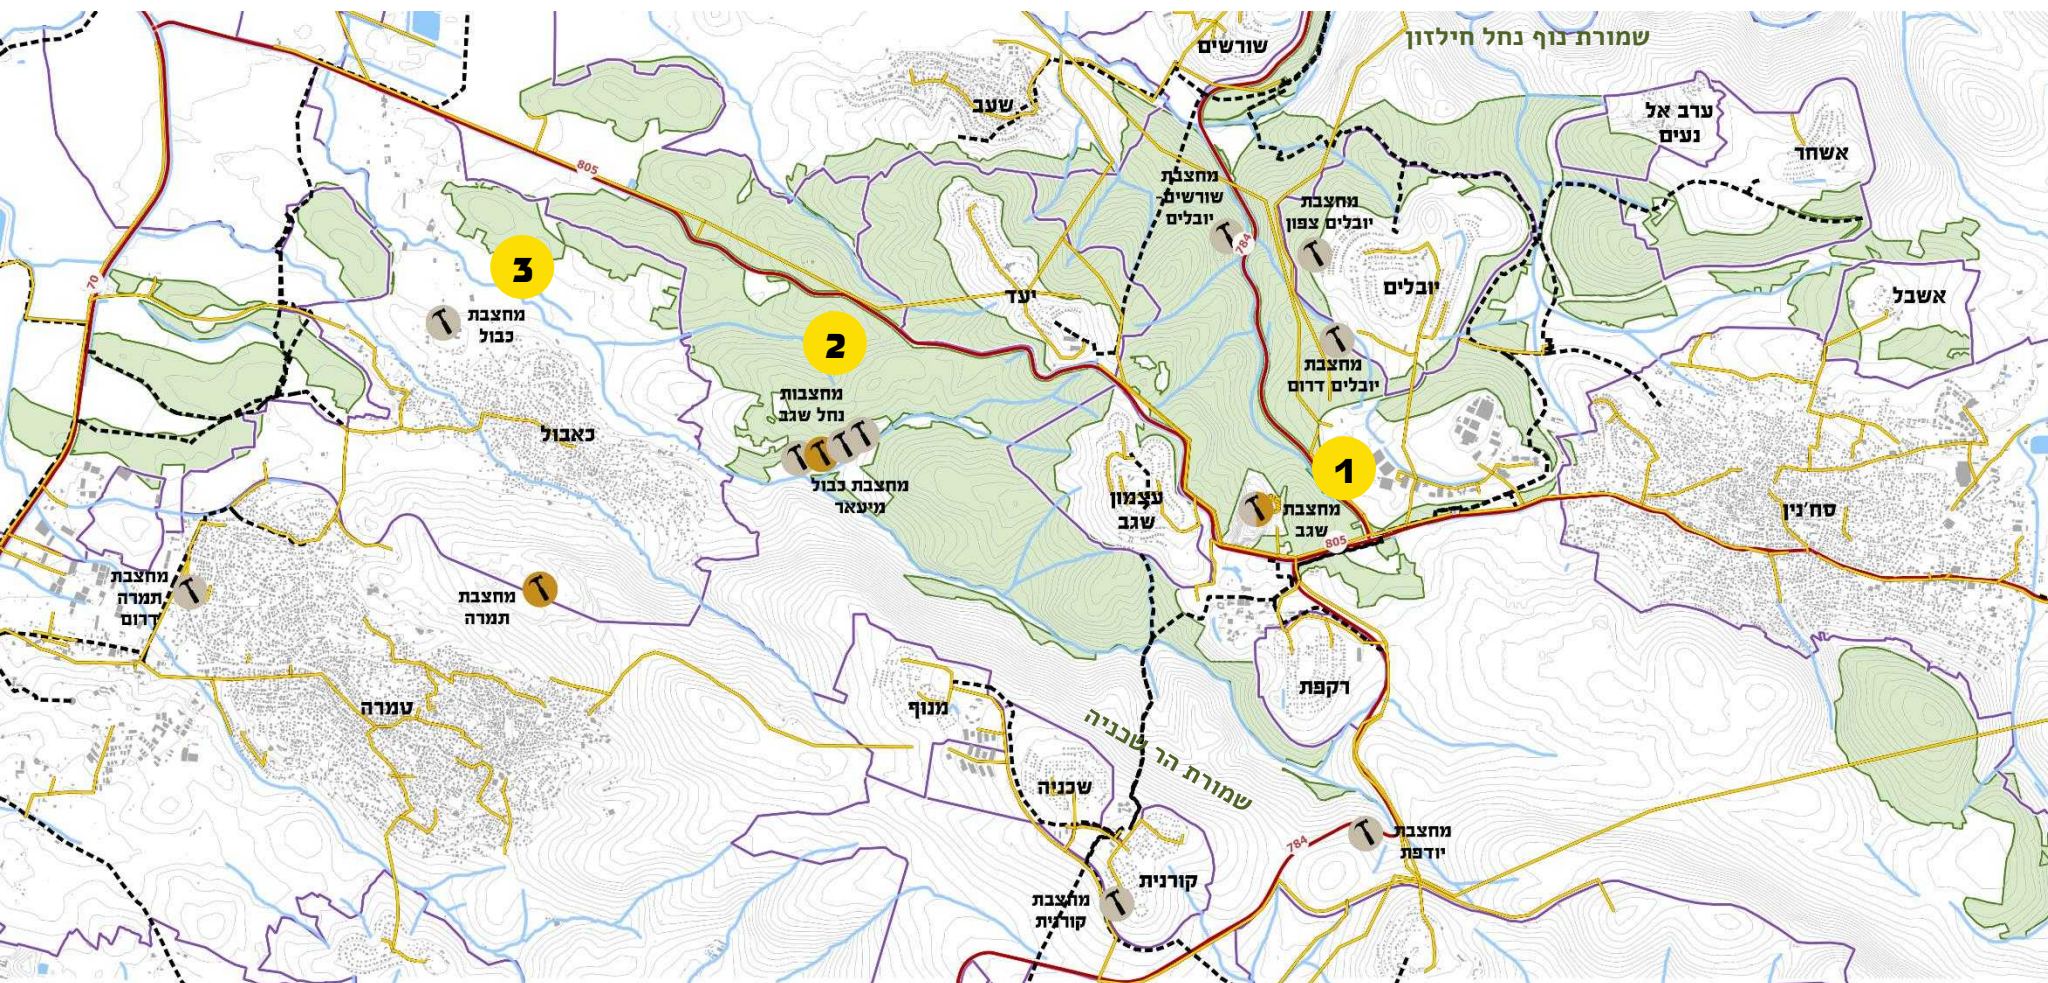 שמורת נוף נחל חילזון
שורשים
שעב
ערב אל
נעים
אשחר
805
מחצבת
שורשים
יובלים
מחצבת
יובלים צפון
784
3
70
מחצבת
כבול
יעד
יובלים
אשבל
2
מחצבת
יובלים דרום
מחצבות
נחל שגב
כאבול
1
מחצבת כבול
מיעאר
עצמון
שגב
מחצבת
שגב
סח'נין
805
מחצבת
תמרה
דרום
מחצבת
תמרה
רקפת
טמרה
מנוף
שמורת הר שכניה
שכניה
784
מחצבת
יודפת
קורנית
מחצבת
קורנית